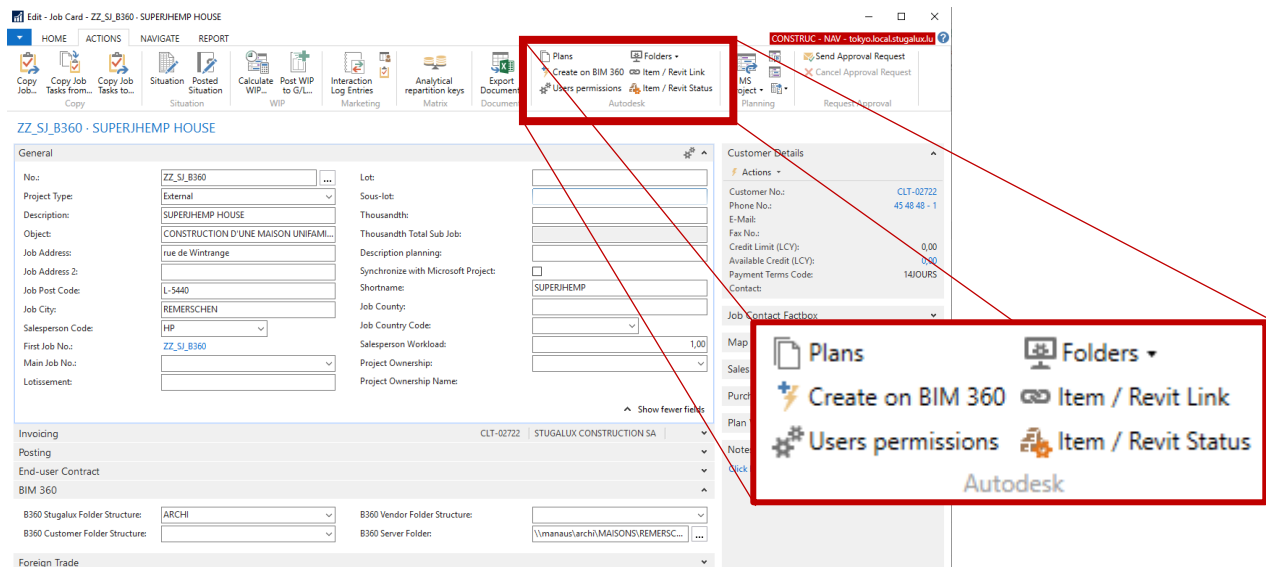 Edit - Job Card - ZZ_SJ_B360 · SUPERJHEMP HOUSE
HOME ACTIONS NAVIGATE REPORT
CONSTRUC - NAV - tokyo.local.stugalux.lu
Copy Job...
Copy Job Tasks from...
Copy Job Tasks to...
Copy
Situation
Posted Situation
Situation
Calculate WIP...
Post WIP to G/L...
WIP
Interaction Log Entries
Marketing
Analytical repartition keys
Matrix
Export Document
Document
Plans
Folders
Create on BIM 360
Item / Revit Link
Users permissions
Item / Revit Status
Autodesk
MS
Planning
Send Approval Request
Cancel Approval Request
Request Approval
ZZ_SJ_B360 · SUPERJHEMP HOUSE
General
No.: ZZ_SJ_B360 ...
Project Type: External
Description: SUPERJHEMP HOUSE
Object: CONSTRUCTION D'UNE MAISON UNIFAMI...
Job Address: rue de Wintrange
Job Address 2:
Job Post Code: L-5440
Job City: REMERSCHEN
Salesperson Code: HP
First Job No.: ZZ_SJ_B360
Main Job No.:
Lotissement:
Lot:
Sous-lot:
Thousandth:
Thousandth Total Sub Job:
Description planning:
Synchronize with Microsoft Project:
Shortname: SUPERJHEMP
Job County:
Job Country Code:
Salesperson Workload: 1,00
Project Ownership:
Project Ownership Name:
Show fewer fields
Invoicing CLT-02722 STUGALUX CONSTRUCTION SA
Posting
End-user Contract
BIM 360
B360 Stugalux Folder Structure: ARCHI
B360 Customer Folder Structure:
B360 Vendor Folder Structure:
B360 Server Folder: \\manaus\archi\MAISONS\REMERSC... ...
Foreign Trade
Customer Details
Actions
Customer No.: CLT-02722
Phone No.: 45 48 48 - 1
E-Mail:
Fax No.:
Credit Limit (LCY): 0,00
Available Credit (LCY): 0,00
Payment Terms Code: 14JOURS
Contact:
Job Contact Factbox
Map
Sales
Purch
Plan
Notes
Click
Plans
Folders
Create on BIM 360
Item / Revit Link
Users permissions
Item / Revit Status
Autodesk